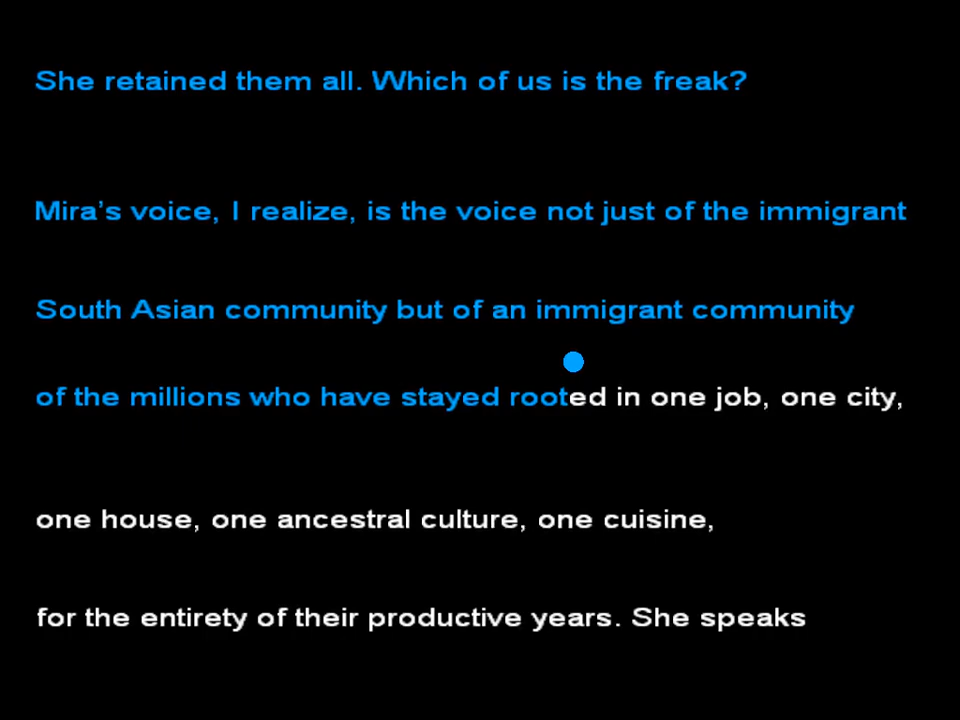 She retained them all. Which of us is the freak?
Mira's voice, I realize, is the voice not just of the immigrant
South Asian community but of an immigrant community
of the millions who have stayed rooted in one job, one city,
one house, one ancestral culture, one cuisine,
for the entirety of their productive years. She speaks